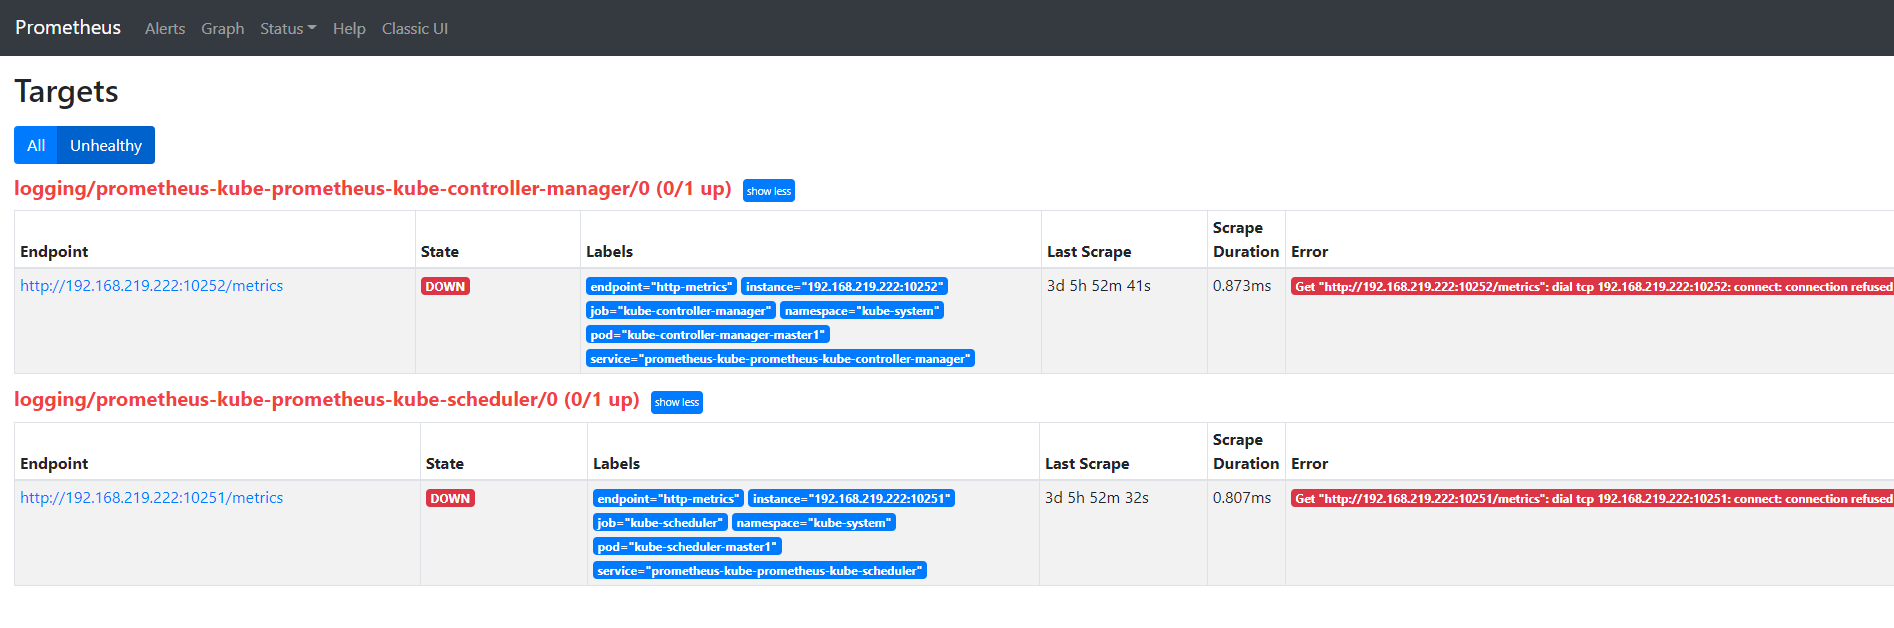 Prometheus Alerts Graph Status Help Classic UI
Targets
All Unhealthy
logging/prometheus-kube-prometheus-kube-controller-manager/0 (0/1 up) show less
Endpoint State Labels Last Scrape Scrape Duration Error
http://192.168.219.222:10252/metrics DOWN endpoint="http-metrics" instance="192.168.219.222:10252" 3d 5h 52m 41s 0.873ms Get "http://192.168.219.222:10252/metrics": dial tcp 192.168.219.222:10252: connect: connection refused
job="kube-controller-manager" namespace="kube-system"
pod="kube-controller-manager-master1"
service="prometheus-kube-prometheus-kube-controller-manager"
logging/prometheus-kube-prometheus-kube-scheduler/0 (0/1 up) show less
Endpoint State Labels Last Scrape Scrape Duration Error
http://192.168.219.222:10251/metrics DOWN endpoint="http-metrics" instance="192.168.219.222:10251" 3d 5h 52m 32s 0.807ms Get "http://192.168.219.222:10251/metrics": dial tcp 192.168.219.222:10251: connect: connection refused
job="kube-scheduler" namespace="kube-system"
pod="kube-scheduler-master1"
service="prometheus-kube-prometheus-kube-scheduler"